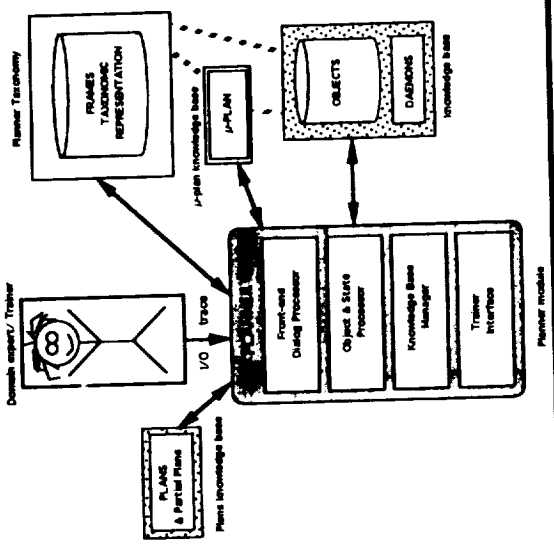 Domain expert/ Trainer
Planner Taxonomy
FRAMES
TAXONOMIC
REPRESENTATION
I/O
trace
PLANS
& Partial Plans
Plans knowledge base
μ-PLAN
μ-plan knowledge base
OBJECTS
DAEMONS
knowledge base
PLANNER
Front-end
Dialog Processor
Object & State
Processor
Knowledge Base
Manager
Trainer
Interface
Planner module